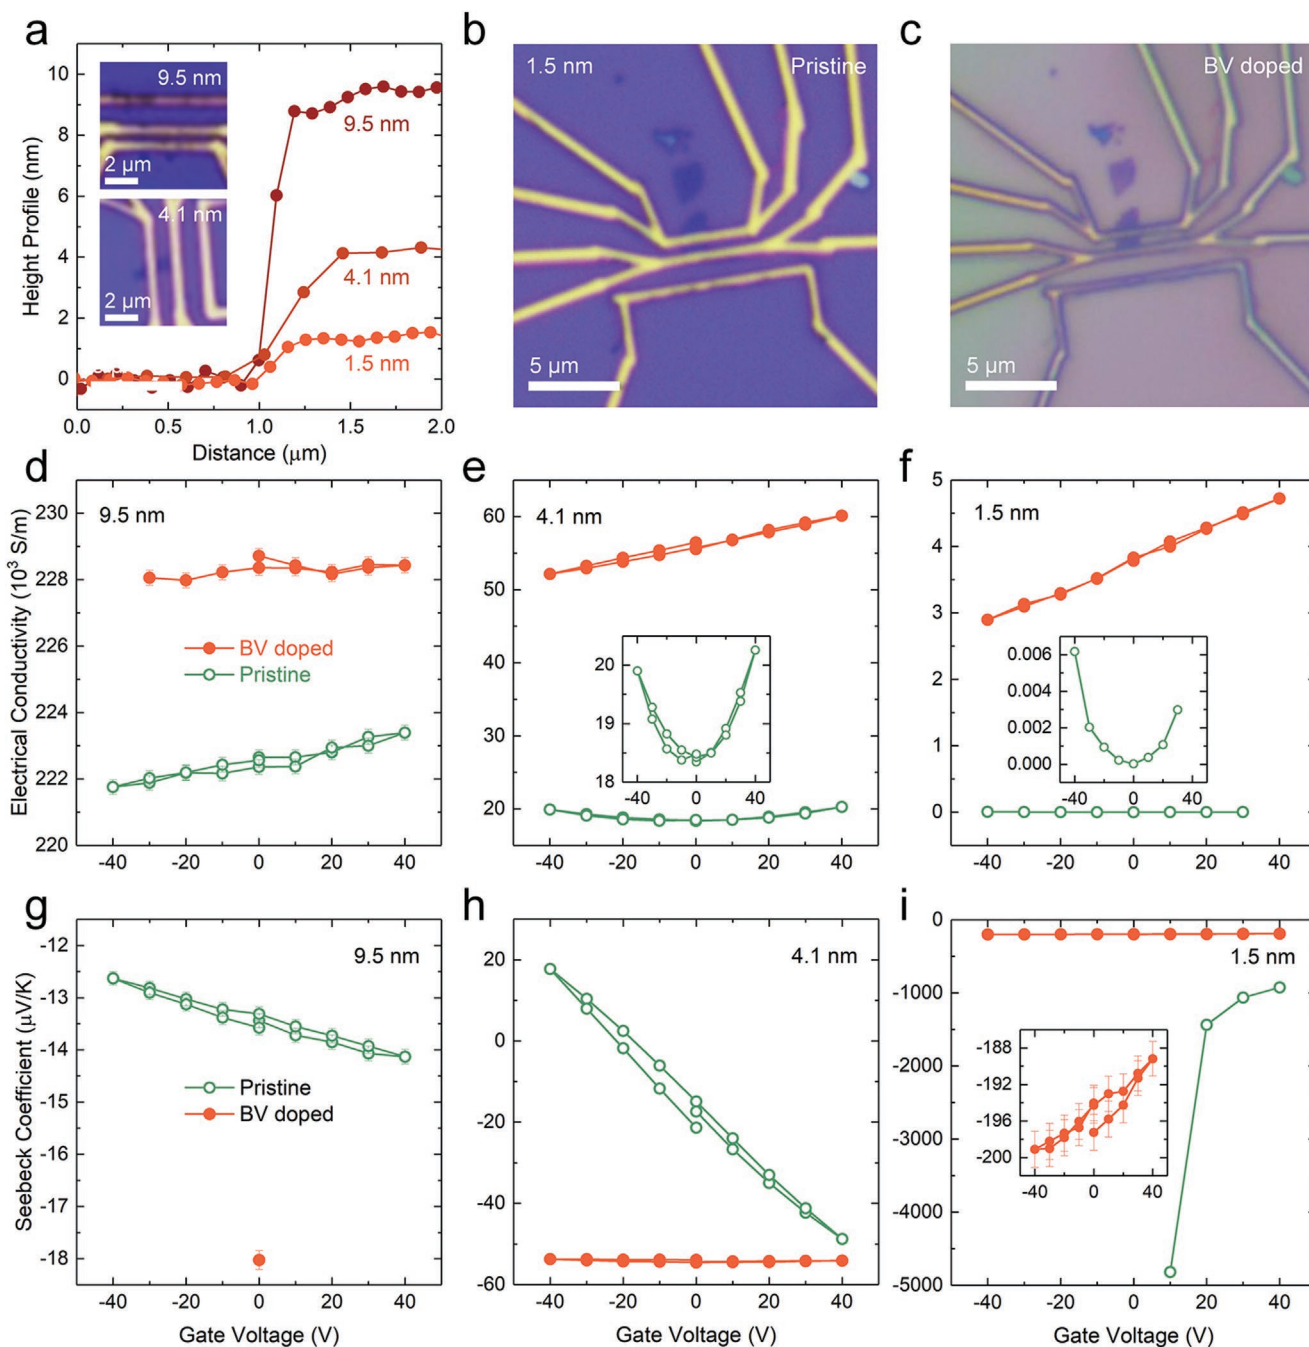 a
b
c
10
8
6
4
2
0
0.0 0.5 1.0 1.5 2.0
Height Profile (nm)
Distance (μm)
9.5 nm
2 μm
4.1 nm
2 μm
9.5 nm
4.1 nm
1.5 nm
1.5 nm
Pristine
5 μm
BV doped
5 μm
d
e
f
Electrical Conductivity (10³ S/m)
230
228
226
224
222
220
9.5 nm
BV doped
Pristine
-40 -20 0 20 40
60
50
40
30
20
4.1 nm
20
19
18
-40 0 40
-40 -20 0 20 40
5
4
3
2
1
0
1.5 nm
0.006
0.004
0.002
0.000
-40 0 40
-40 -20 0 20 40
g
h
i
Seebeck Coefficient (μV/K)
-12
-13
-14
-15
-16
-17
-18
9.5 nm
Pristine
BV doped
-40 -20 0 20 40
Gate Voltage (V)
20
0
-20
-40
-60
4.1 nm
-40 -20 0 20 40
Gate Voltage (V)
0
-1000
-2000
-3000
-4000
-5000
1.5 nm
-188
-192
-196
-200
-40 0 40
-40 -20 0 20 40
Gate Voltage (V)